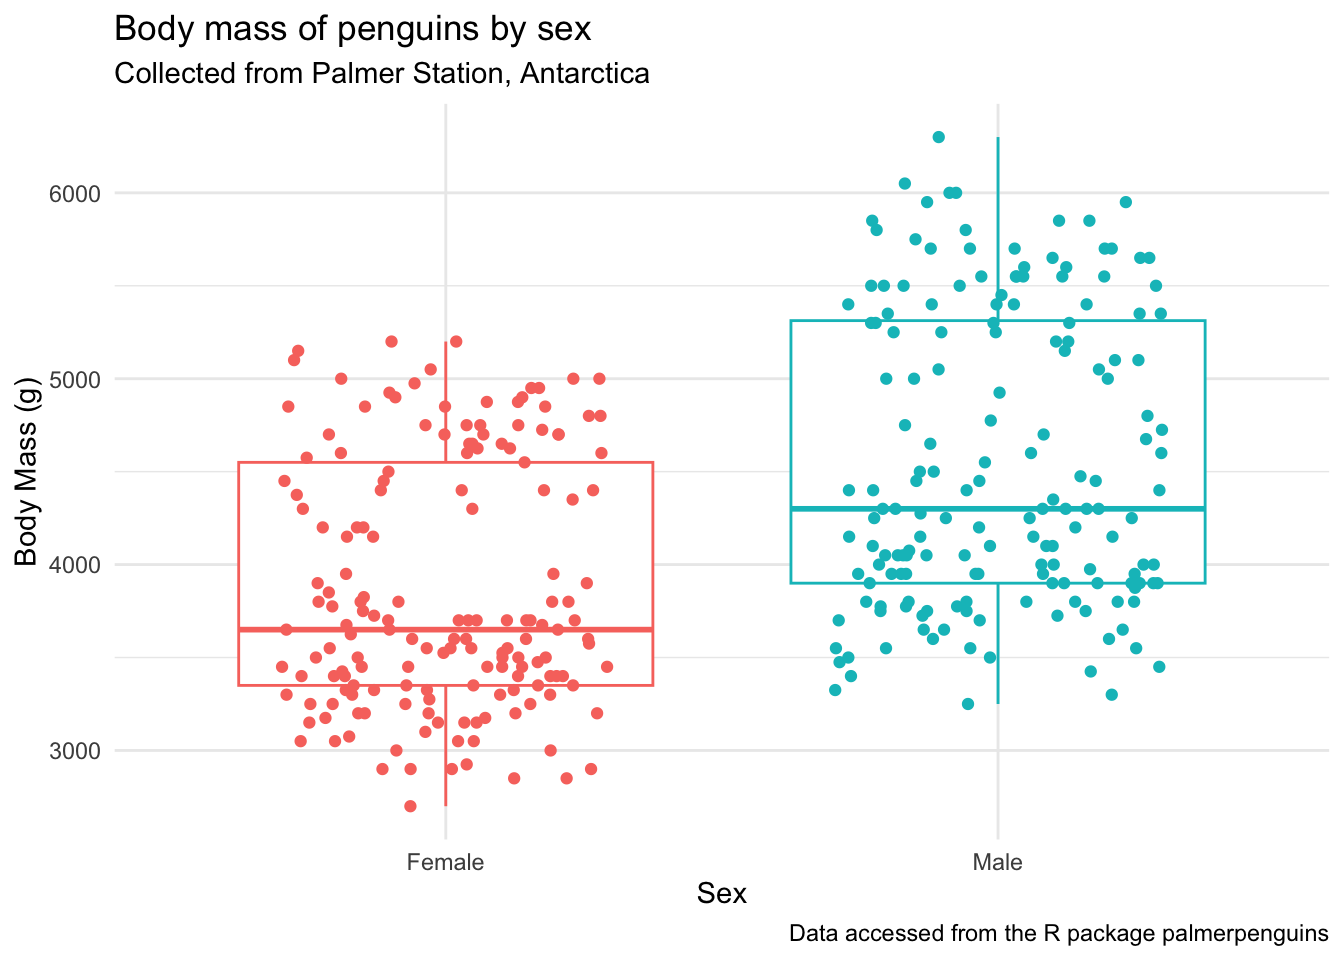 Body mass of penguins by sex
Collected from Palmer Station, Antarctica
6000
5000
4000
3000
Body Mass (g)
Female
Male
Sex
Data accessed from the R package palmerpenguins